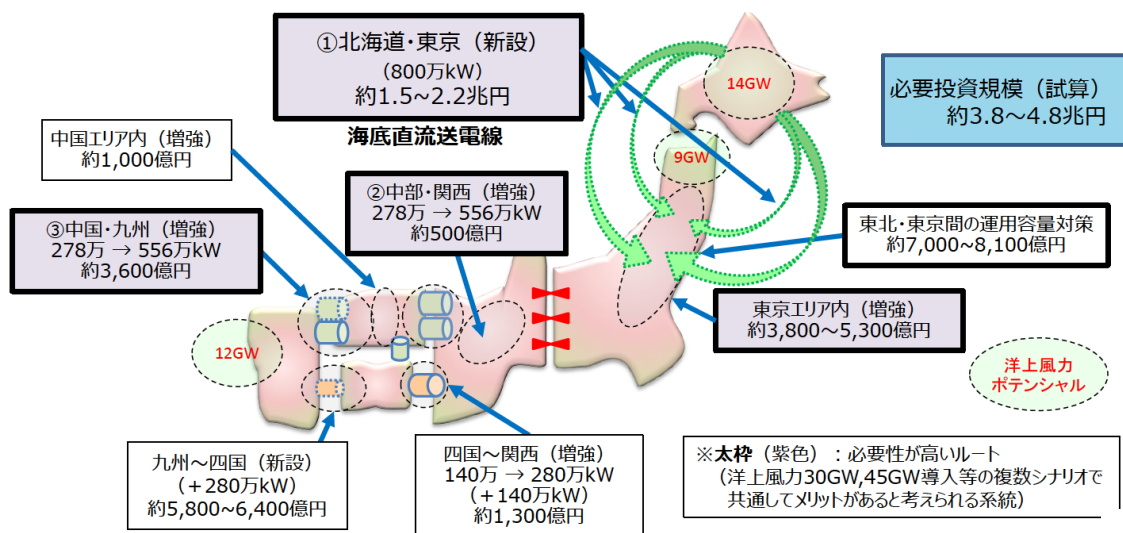 ①北海道・東京（新設）
（800万kW）
約1.5~2.2兆円
海底直流送電線
14GW
必要投資規模（試算）
約3.8～4.8兆円
中国エリア内（増強）
約1,000億円
9GW
②中部・関西（増強）
278万 → 556万kW
約500億円
③中国・九州（増強）
278万 → 556万kW
約3,600億円
東北・東京間の運用容量対策
約7,000~8,100億円
東京エリア内（増強）
約3,800~5,300億円
12GW
洋上風力
ポテンシャル
九州～四国（新設）
（＋280万kW）
約5,800~6,400億円
四国～関西（増強）
140万 → 280万kW
（＋140万kW）
約1,300億円
※太枠（紫色）：必要性が高いルート
（洋上風力30GW,45GW導入等の複数シナリオで
共通してメリットがあると考えられる系統）